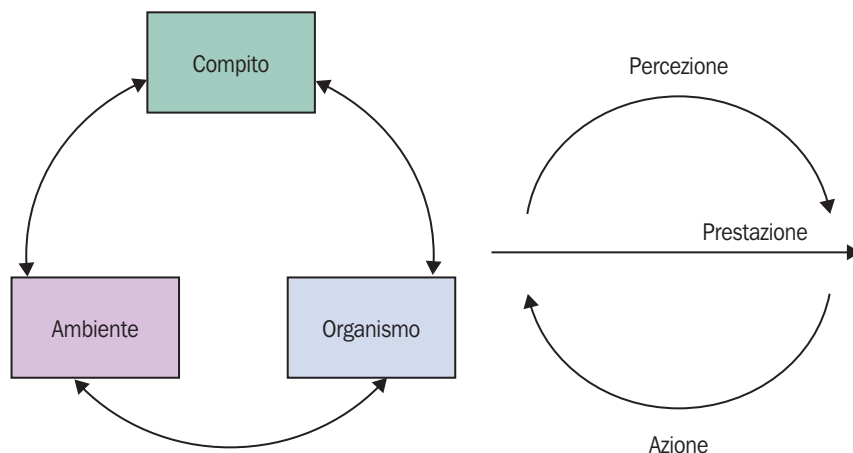 Compito
Percezione
Prestazione
Ambiente
Organismo
Azione